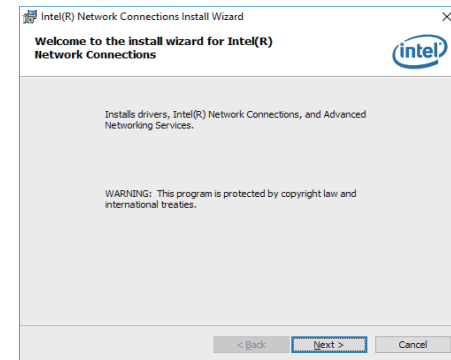 Intel(R) Network Connections Install Wizard
Welcome to the install wizard for Intel(R)
Network Connections
intel
Installs drivers, Intel(R) Network Connections, and Advanced
Networking Services.
WARNING: This program is protected by copyright law and
international treaties.
< Back
Next >
Cancel